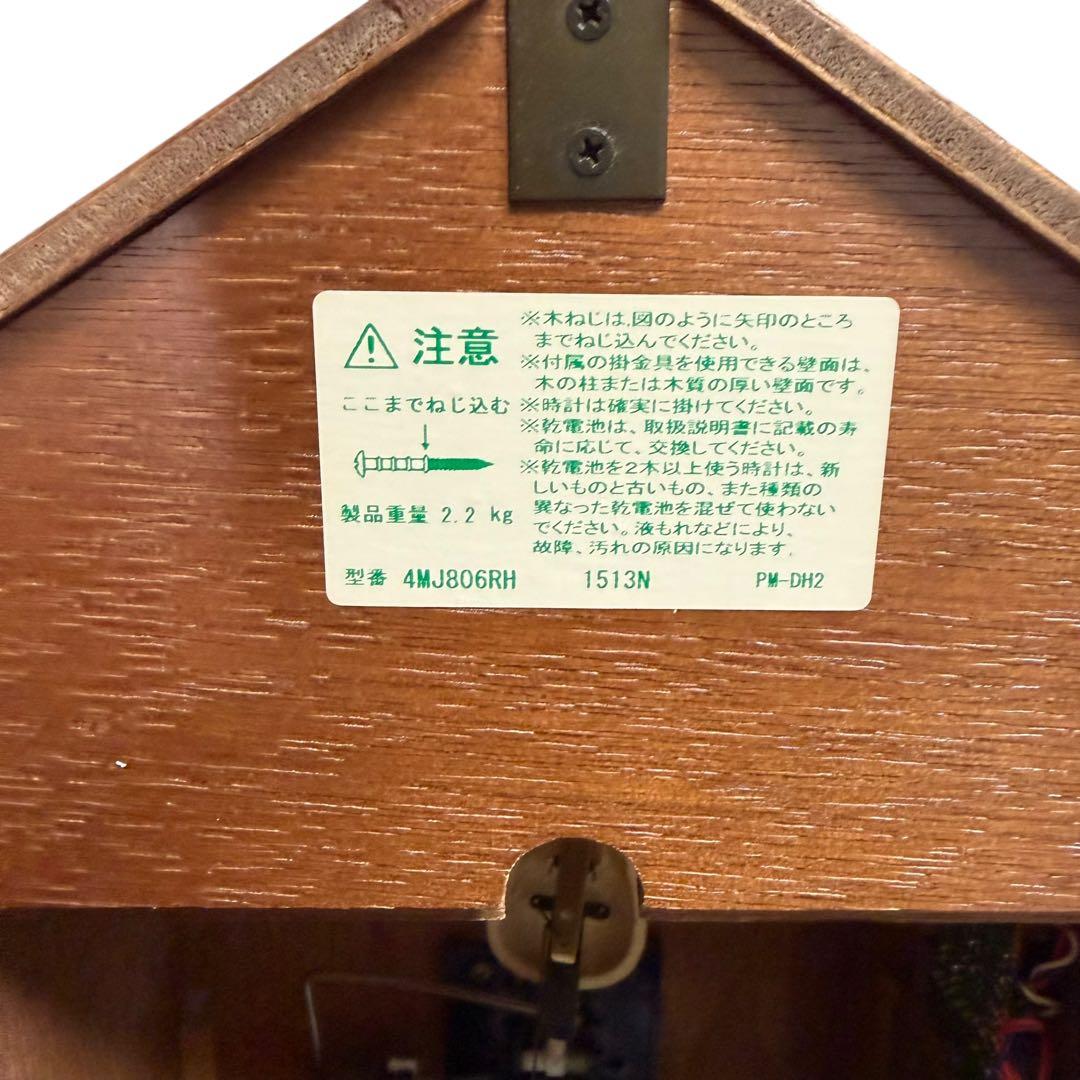 注意
ここまでねじ込む
製品重量 2.2 kg
※木ねじは,図のように矢印のところ
までねじ込んでください。
※付属の掛金具を使用できる壁面は、
木の柱または木質の厚い壁面です。
※時計は確実に掛けてください。
※乾電池は、取扱説明書に記載の寿
命に応じて、交換してください。
※乾電池を2本以上使う時計は、新
しいものと古いもの、また種類の
異なった乾電池を混ぜて使わない
でください。液もれなどにより、
故障、汚れの原因になります.
型番 4MJ806RH 1513N PM-DH2